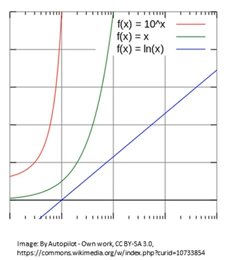 f(x) = 10^x
f(x) = x
f(x) = ln(x)
Image: By Autopilot - Own work, CC BY-SA 3.0,
https://commons.wikimedia.org/w/index.php?curid=10733854